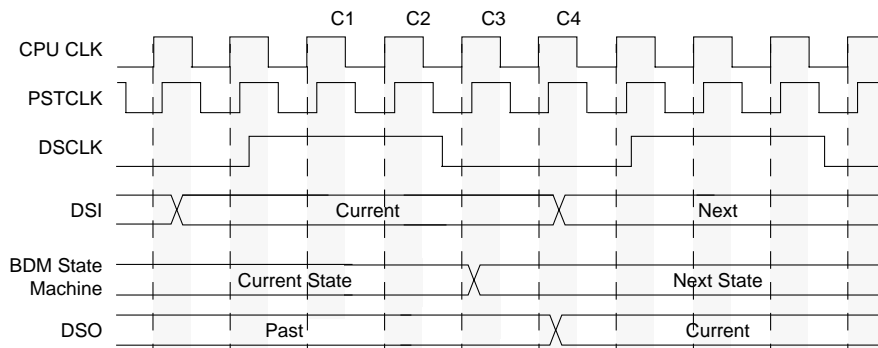 C1 C2 C3 C4
CPU CLK
PSTCLK
DSCLK
DSI Current Next
BDM State
Machine Current State Next State
DSO Past Current